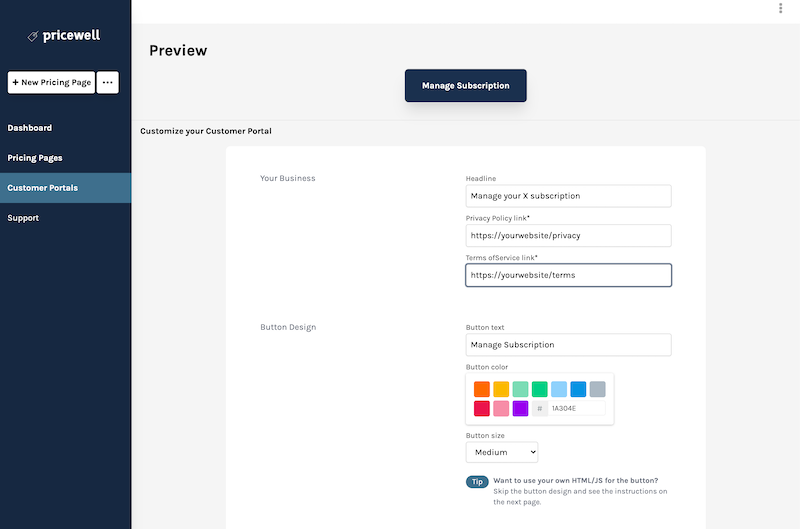 pricewell
+ New Pricing Page ...
Dashboard
Pricing Pages
Customer Portals
Support
Preview
Manage Subscription
Customize your Customer Portal
Your Business
Headline
Manage your X subscription
Privacy Policy link*
https://yourwebsite/privacy
Terms ofService link*
https://yourwebsite/terms
Button Design
Button text
Manage Subscription
Button color
# 1A304E
Button size
Medium
Tip Want to use your own HTML/JS for the button?
Skip the button design and see the instructions on
the next page.